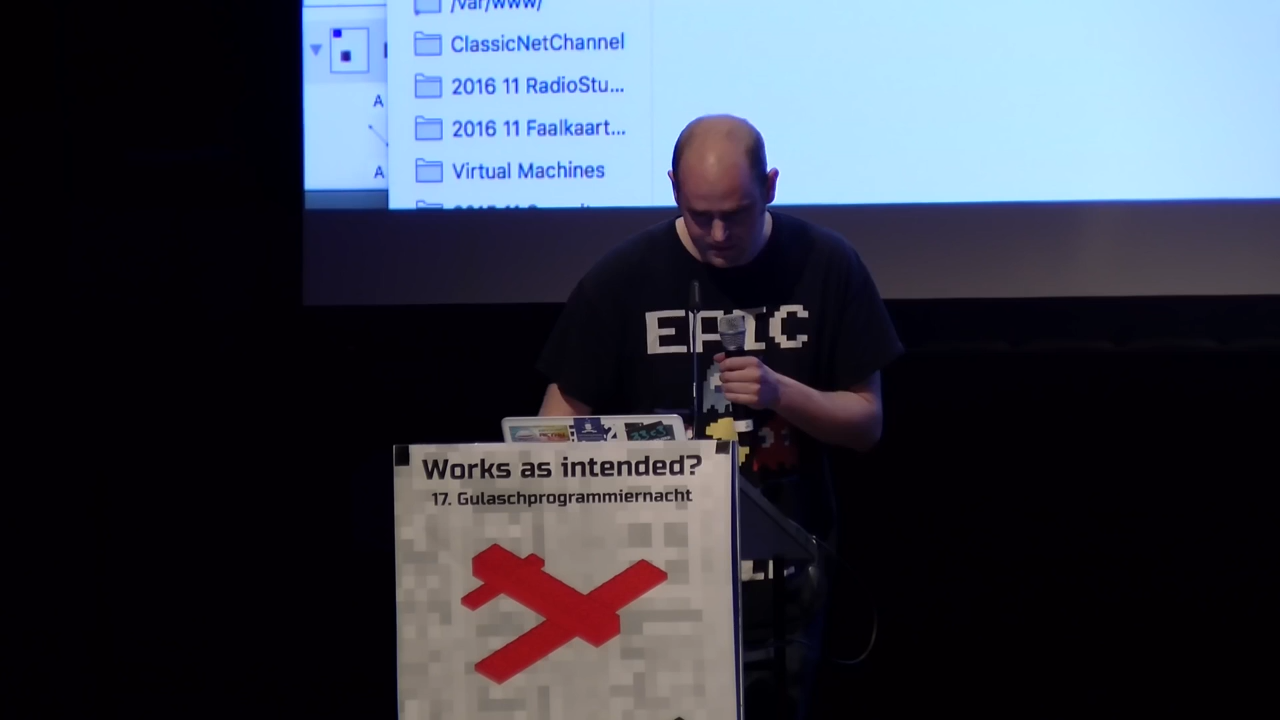 /var/www/
ClassicNetChannel
2016 11 RadioStu...
2016 11 Faalkaart...
Virtual Machines
A
A
EPIC
Works as intended?
17. Gulaschprogrammiernacht